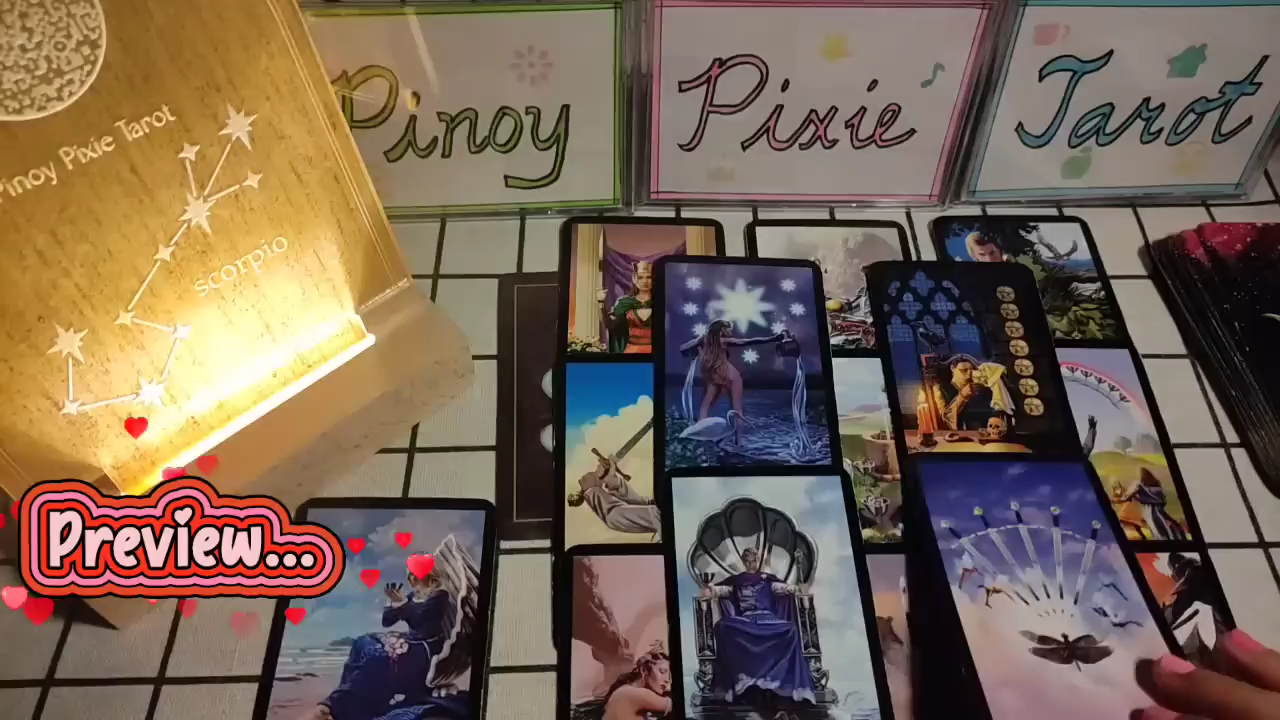 Pinoy
Pixie
Tarot
Pinoy Pixie Tarot
scorpio
Preview...